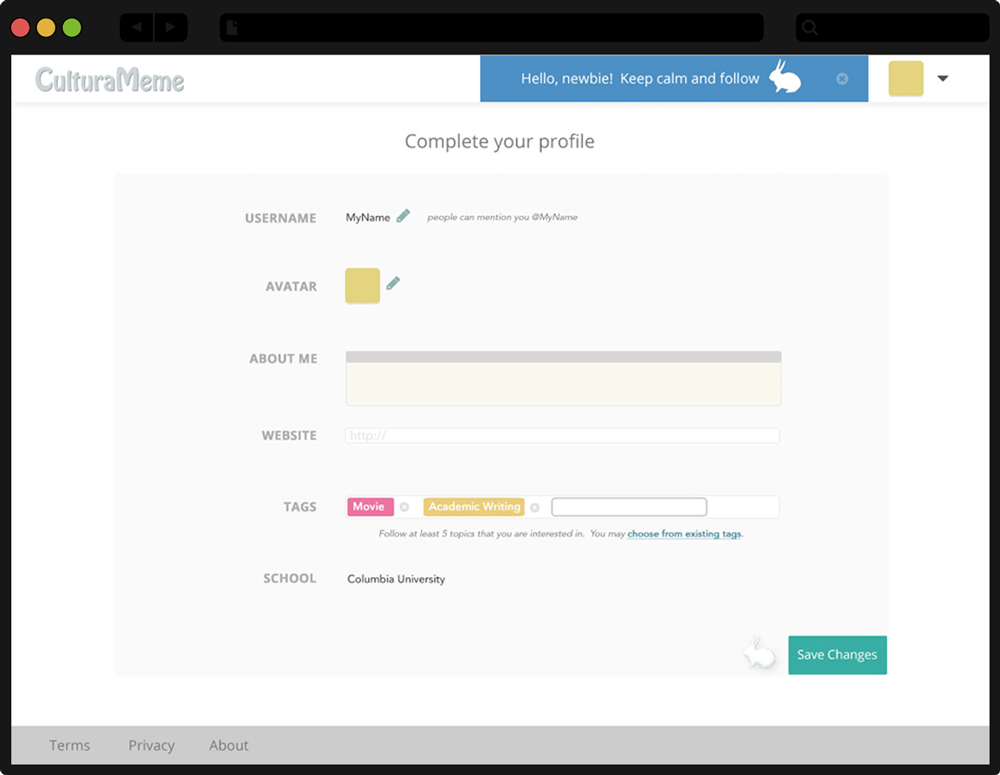 CulturaMeme
Hello, newbie! Keep calm and follow
Complete your profile
USERNAME MyName people can mention you @MyName
AVATAR
ABOUT ME
WEBSITE http://
TAGS Movie Academic Writing
Follow at least 5 topics that you are interested in. You may choose from existing tags.
SCHOOL Columbia University
Save Changes
Terms Privacy About